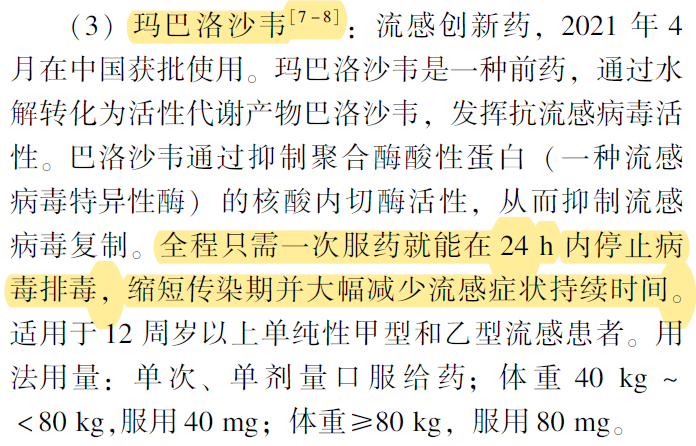 (3) 玛巴洛沙韦[7-8]：流感创新药，2021 年 4
月在中国获批使用。玛巴洛沙韦是一种前药，通过水
解转化为活性代谢产物巴洛沙韦，发挥抗流感病毒活
性。巴洛沙韦通过抑制聚合酶酸性蛋白（一种流感
病毒特异性酶）的核酸内切酶活性，从而抑制流感
病毒复制。全程只需一次服药就能在 24 h 内停止病
毒排毒，缩短传染期并大幅减少流感症状持续时间。
适用于 12 周岁以上单纯性甲型和乙型流感患者。用
法用量：单次、单剂量口服给药；体重 40 kg ~
<80 kg,服用 40 mg；体重≥80 kg，服用 80 mg。